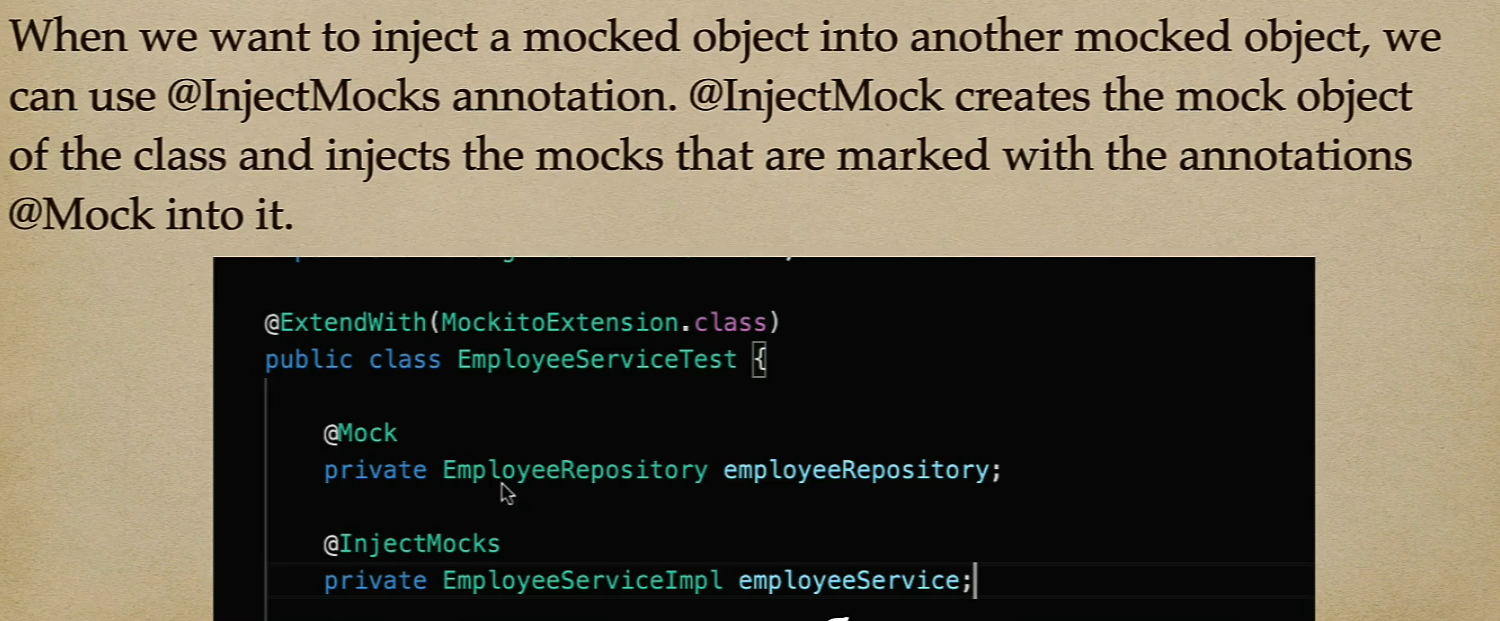 When we want to inject a mocked object into another mocked object, we
can use @InjectMocks annotation. @InjectMock creates the mock object
of the class and injects the mocks that are marked with the annotations
@Mock into it.
@ExtendWith(MockitoExtension.class)
public class EmployeeServiceTest {
@Mock
private EmployeeRepository employeeRepository;
@InjectMocks
private EmployeeServiceImpl employeeService;